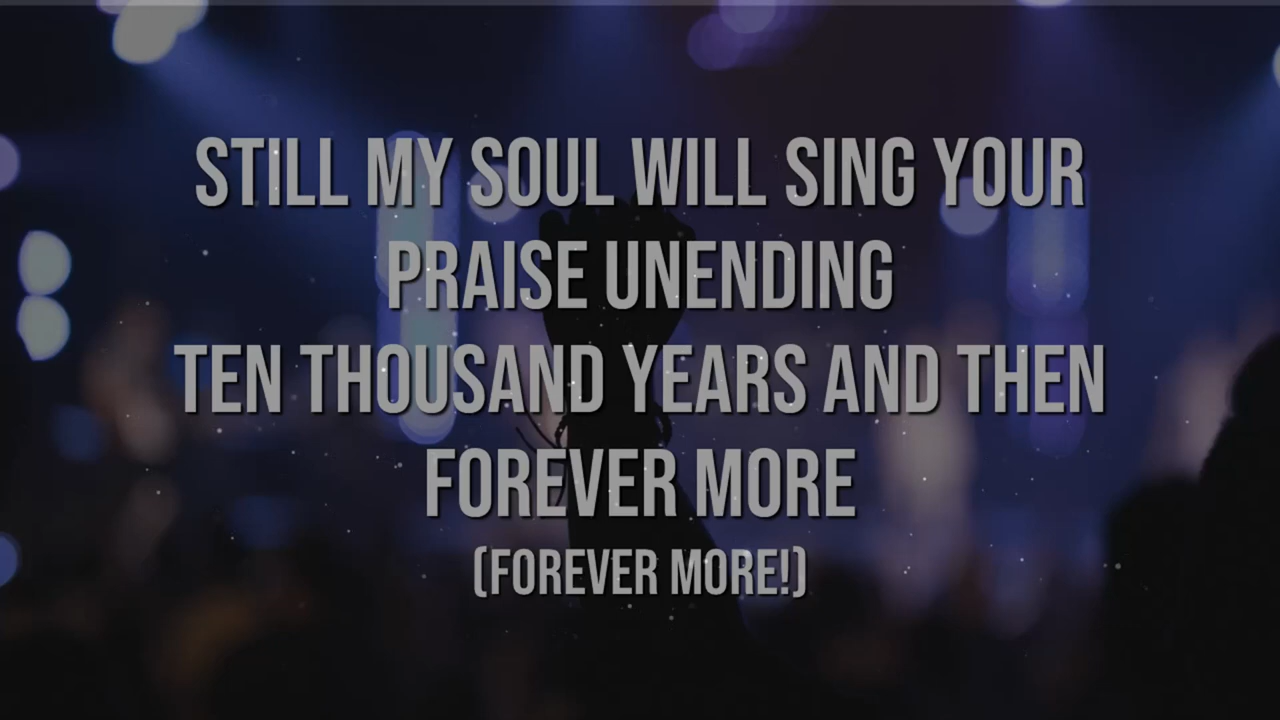 STILL MY SOUL WILL SING YOUR
PRAISE UNENDING
TEN THOUSAND YEARS AND THEN
FOREVER MORE
(FOREVER MORE!)